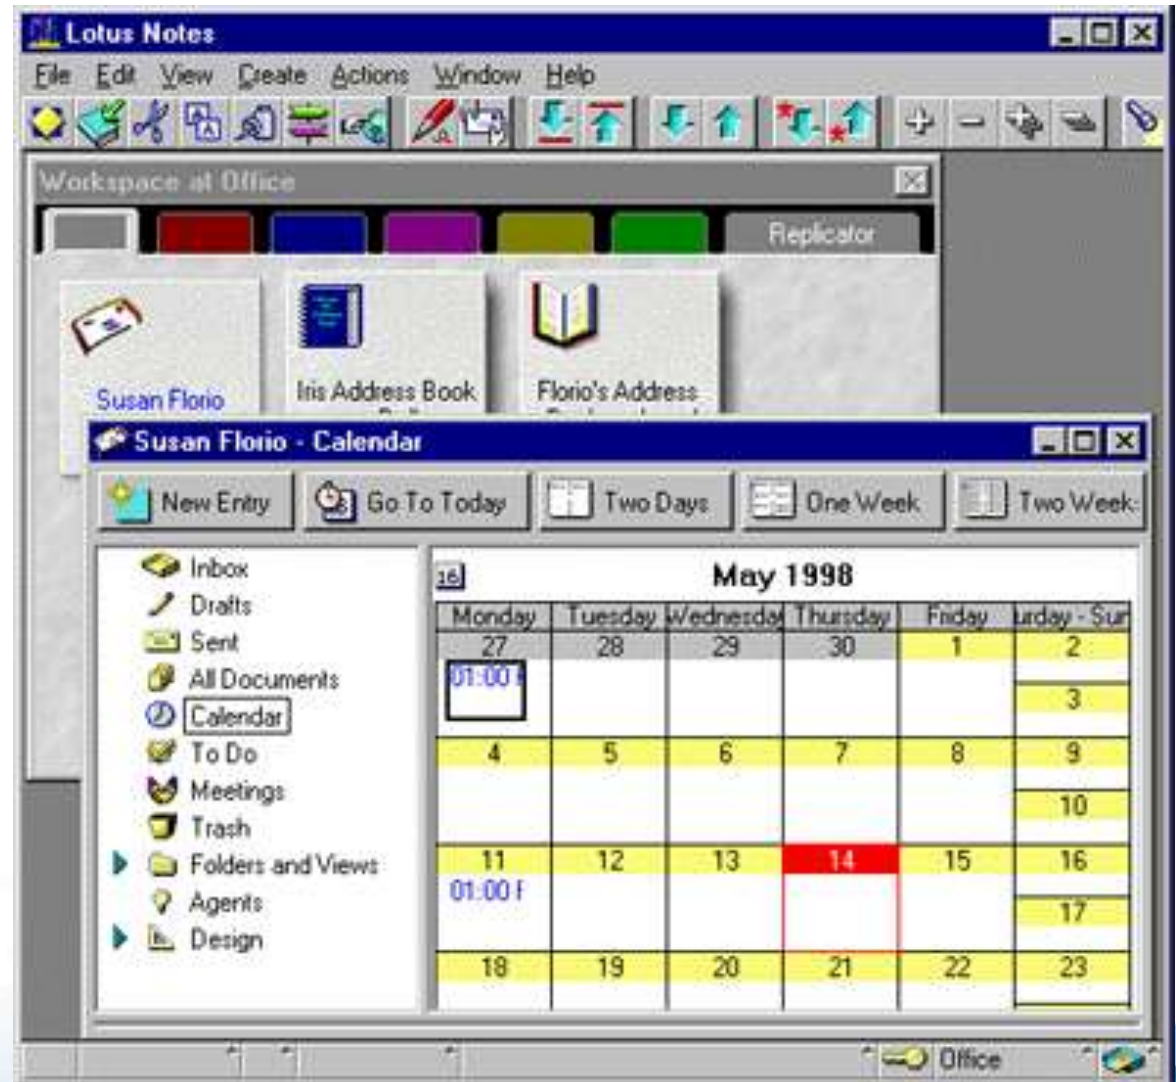 Lotus Notes
File Edit View Create Actions Window Help
Workspace at Office
Replicator
Susan Florio
Iris Address Book
Florio's Address
Susan Florio - Calendar
New Entry Go To Today Two Days One Week Two Week
Inbox
Drafts
Sent
All Documents
Calendar
To Do
Meetings
Trash
Folders and Views
Agents
Design
16 May 1998
Monday Tuesday Wednesday Thursday Friday urday - Sun
27 28 29 30 1 2
01:00
3
4 5 6 7 8 9
10
11 12 13 14 15 16
01:00
17
18 19 20 21 22 23
Office